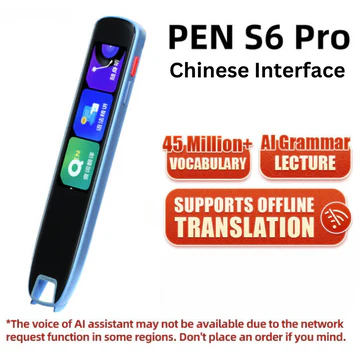 PEN S6 Pro
Chinese Interface
45 Million+
VOCABULARY
AI Grammar
LECTURE
SUPPORTS OFFLINE
TRANSLATION
*The voice of AI assistant may not be available due to the network
request function in some regions. Don't place an order if you mind.